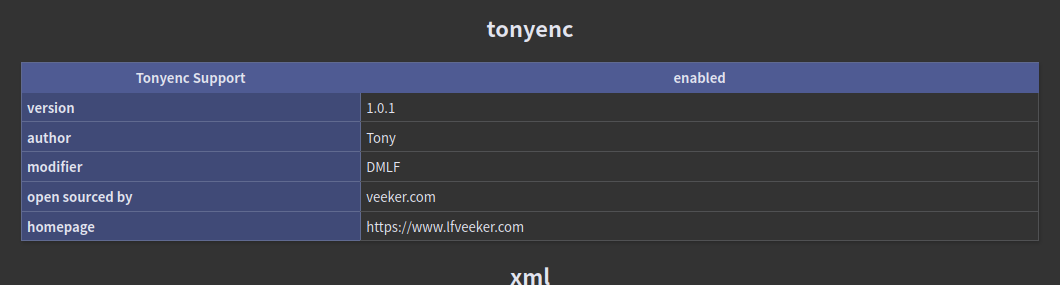 tonyenc
Tonyenc Support enabled
version 1.0.1
author Tony
modifier DMLF
open sourced by veeker.com
homepage https://www.lfveeker.com
xml